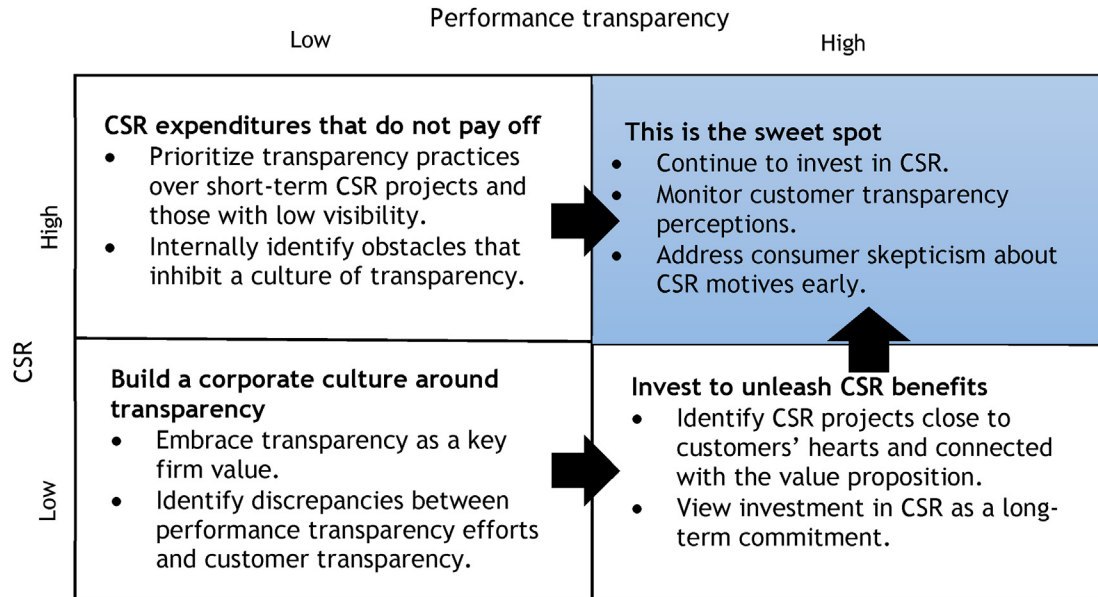 Performance transparency
Low
High
CSR
High
Low
CSR expenditures that do not pay off
• Prioritize transparency practices
over short-term CSR projects and
those with low visibility.
• Internally identify obstacles that
inhibit a culture of transparency.
This is the sweet spot
• Continue to invest in CSR.
• Monitor customer transparency
perceptions.
• Address consumer skepticism about
CSR motives early.
Build a corporate culture around
transparency
• Embrace transparency as a key
firm value.
• Identify discrepancies between
performance transparency efforts
and customer transparency.
Invest to unleash CSR benefits
• Identify CSR projects close to
customers’ hearts and connected
with the value proposition.
• View investment in CSR as a long-
term commitment.